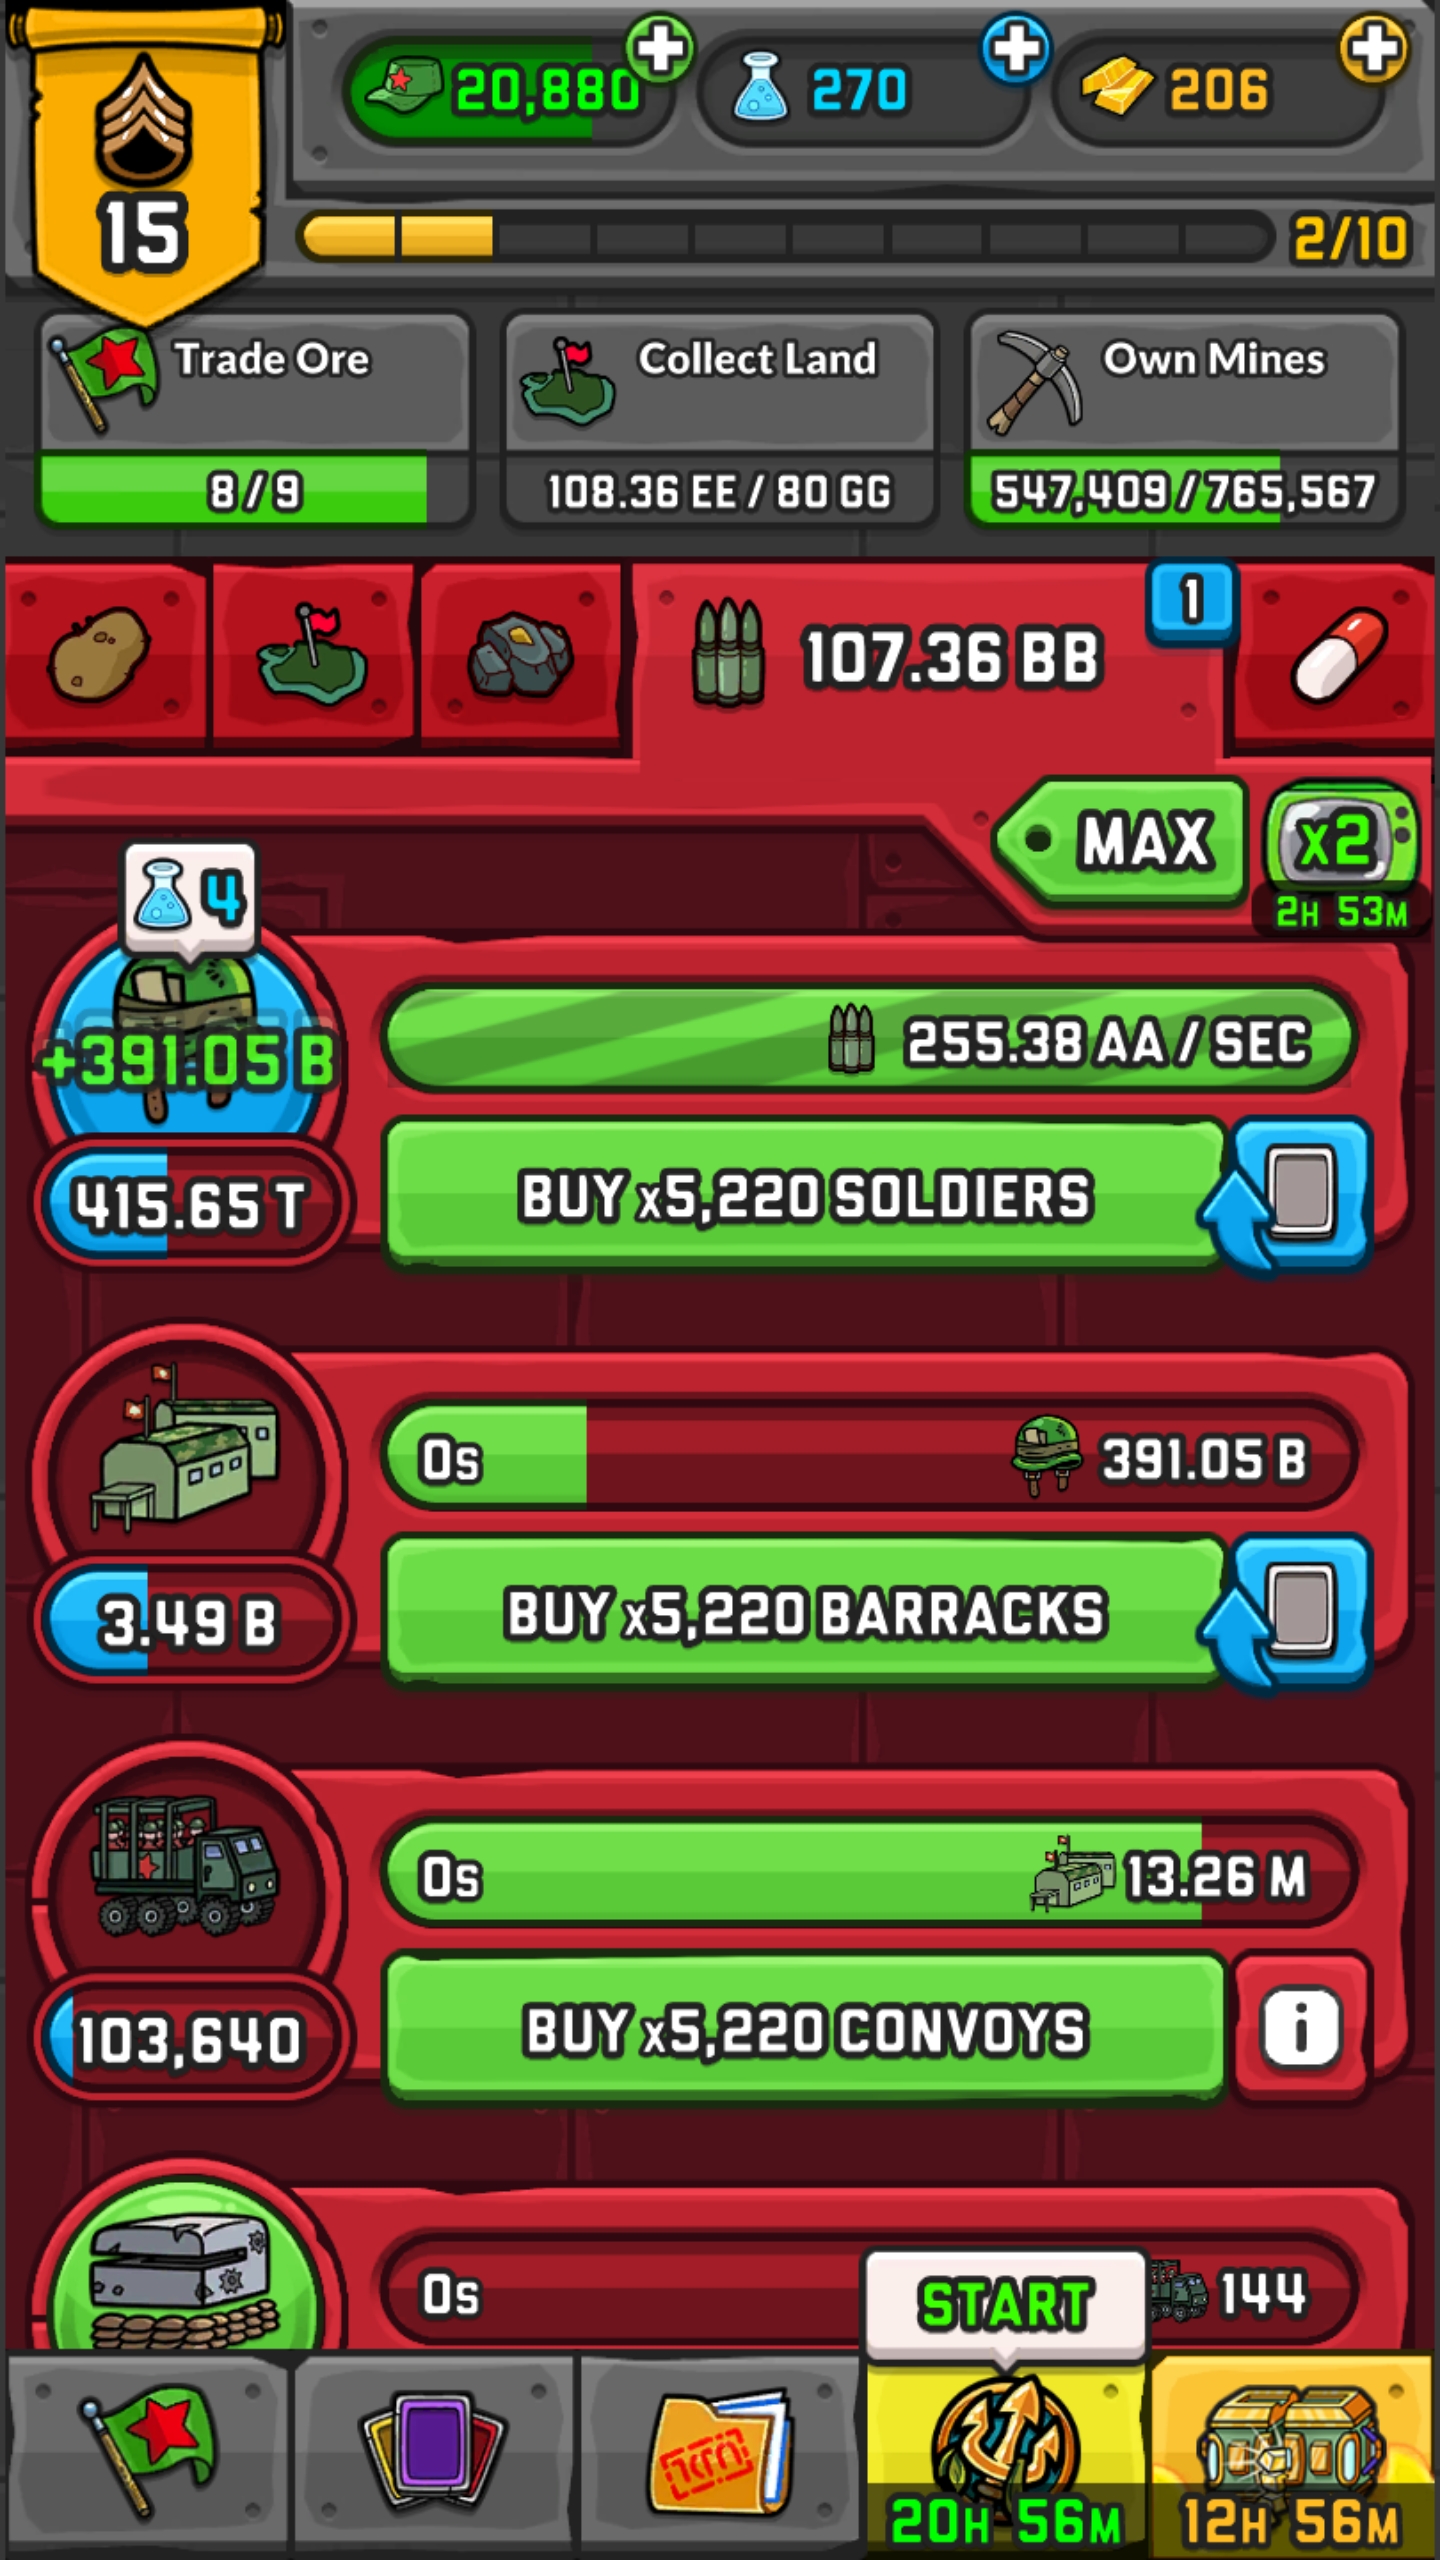 20,880
270
206
15
2/10
Trade Ore
Collect Land
Own Mines
8/9
108.36 EE / 80 GG
547,409/765,567
107.36 BB
1
MAX
x2
2H 53M
4
+391.05 B
255.38 AA / SEC
415.65 T
BUY x5,220 SOLDIERS
0s
391.05 B
3.49 B
BUY x5,220 BARRACKS
0s
13.26 M
103,640
BUY x5,220 CONVOYS
i
0s
144
START
20H 56M
12H 56M